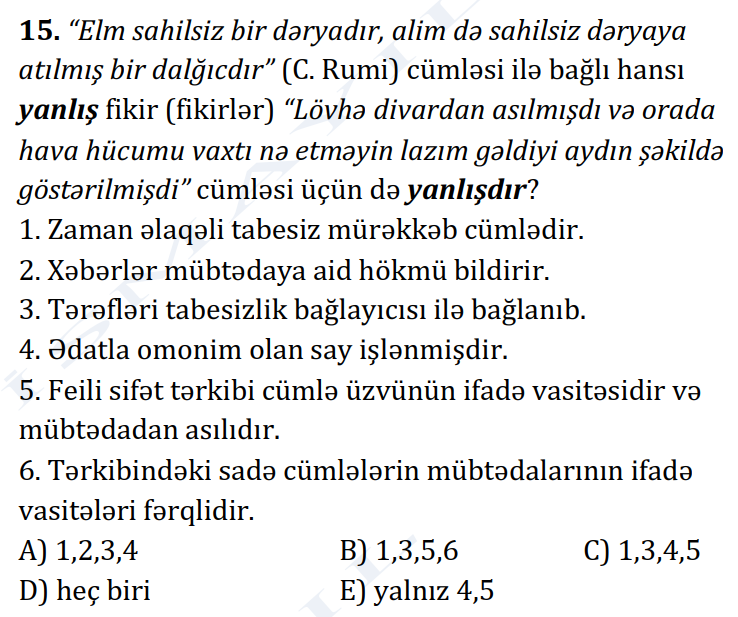 15. “Elm sahilsiz bir dəryadır, alim də sahilsiz dəryaya
atılmış bir dalğıcdır” (C. Rumi) cümləsi ilə bağlı hansı
yanlış fikir (fikirlər) “Lövhə divardan asılmışdı və orada
hava hücumu vaxtı nə etməyin lazım gəldiyi aydın şəkildə
göstərilmişdi” cümləsi üçün də yanlışdır?
1. Zaman əlaqəli tabesiz mürəkkəb cümlədir.
2. Xəbərlər mübtədaya aid hökmü bildirir.
3. Tərəfləri tabesizlik bağlayıcısı ilə bağlanıb.
4. Ədatla omonim olan say işlənmişdir.
5. Feili sifət tərkibi cümlə üzvünün ifadə vasitəsidir və
mübtədadan asılıdır.
6. Tərkibindəki sadə cümlələrin mübtədalarının ifadə
vasitələri fərqlidir.
A) 1,2,3,4 B) 1,3,5,6 C) 1,3,4,5
D) heç biri E) yalnız 4,5